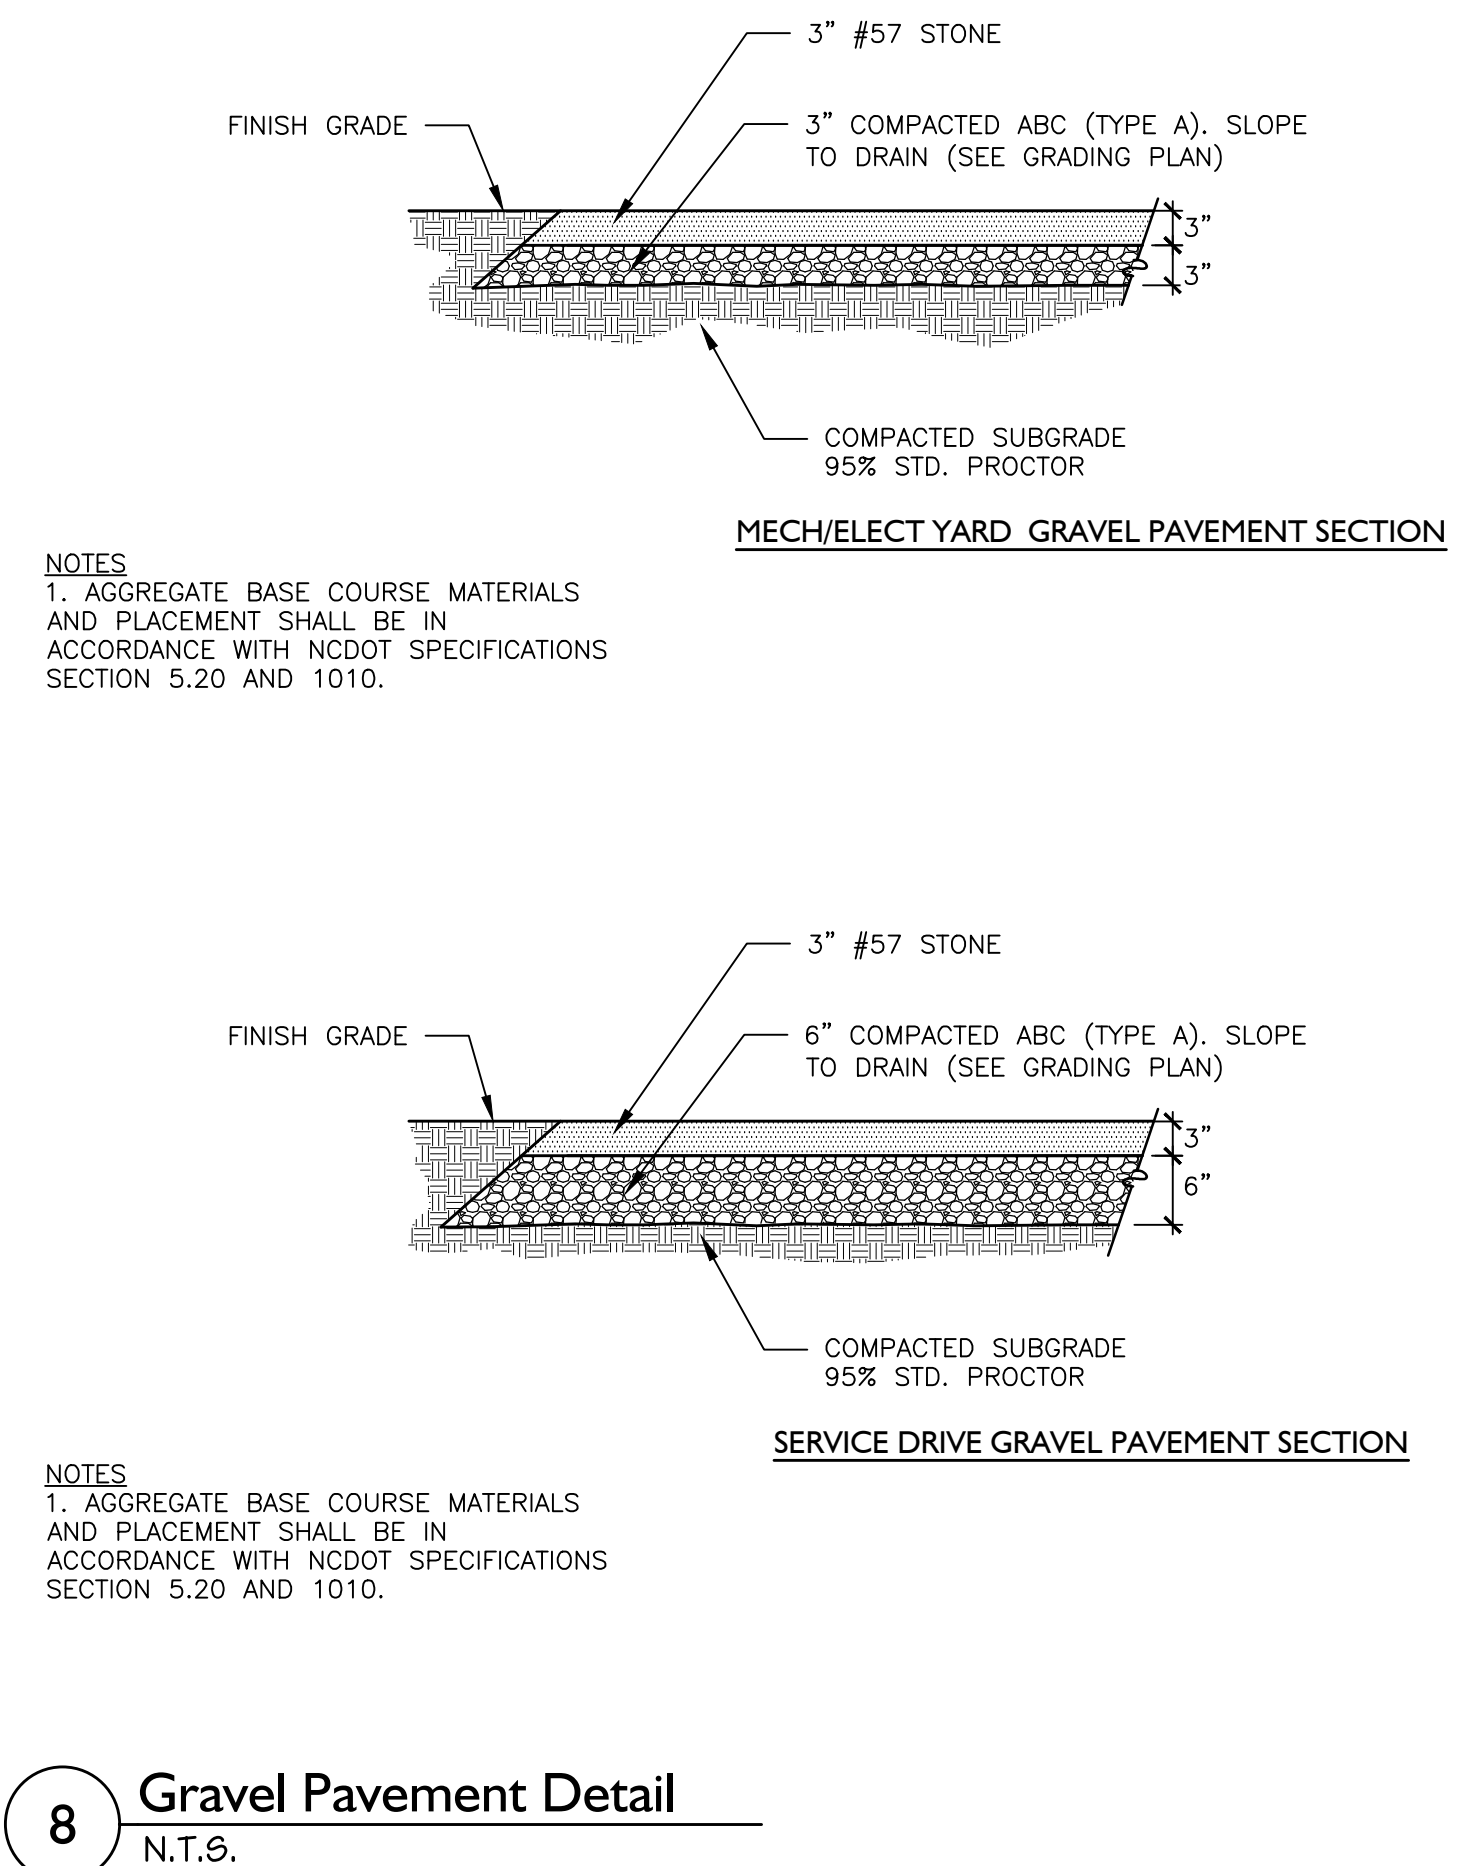 3” #57 STONE
FINISH GRADE
3” COMPACTED ABC (TYPE A). SLOPE
TO DRAIN (SEE GRADING PLAN)
3”
3”
COMPACTED SUBGRADE
95% STD. PROCTOR
MECH/ELECT YARD GRAVEL PAVEMENT SECTION
NOTES
1. AGGREGATE BASE COURSE MATERIALS
AND PLACEMENT SHALL BE IN
ACCORDANCE WITH NCDOT SPECIFICATIONS
SECTION 5.20 AND 1010.
3” #57 STONE
FINISH GRADE
6” COMPACTED ABC (TYPE A). SLOPE
TO DRAIN (SEE GRADING PLAN)
3”
6”
COMPACTED SUBGRADE
95% STD. PROCTOR
SERVICE DRIVE GRAVEL PAVEMENT SECTION
NOTES
1. AGGREGATE BASE COURSE MATERIALS
AND PLACEMENT SHALL BE IN
ACCORDANCE WITH NCDOT SPECIFICATIONS
SECTION 5.20 AND 1010.
8
Gravel Pavement Detail
N.T.S.